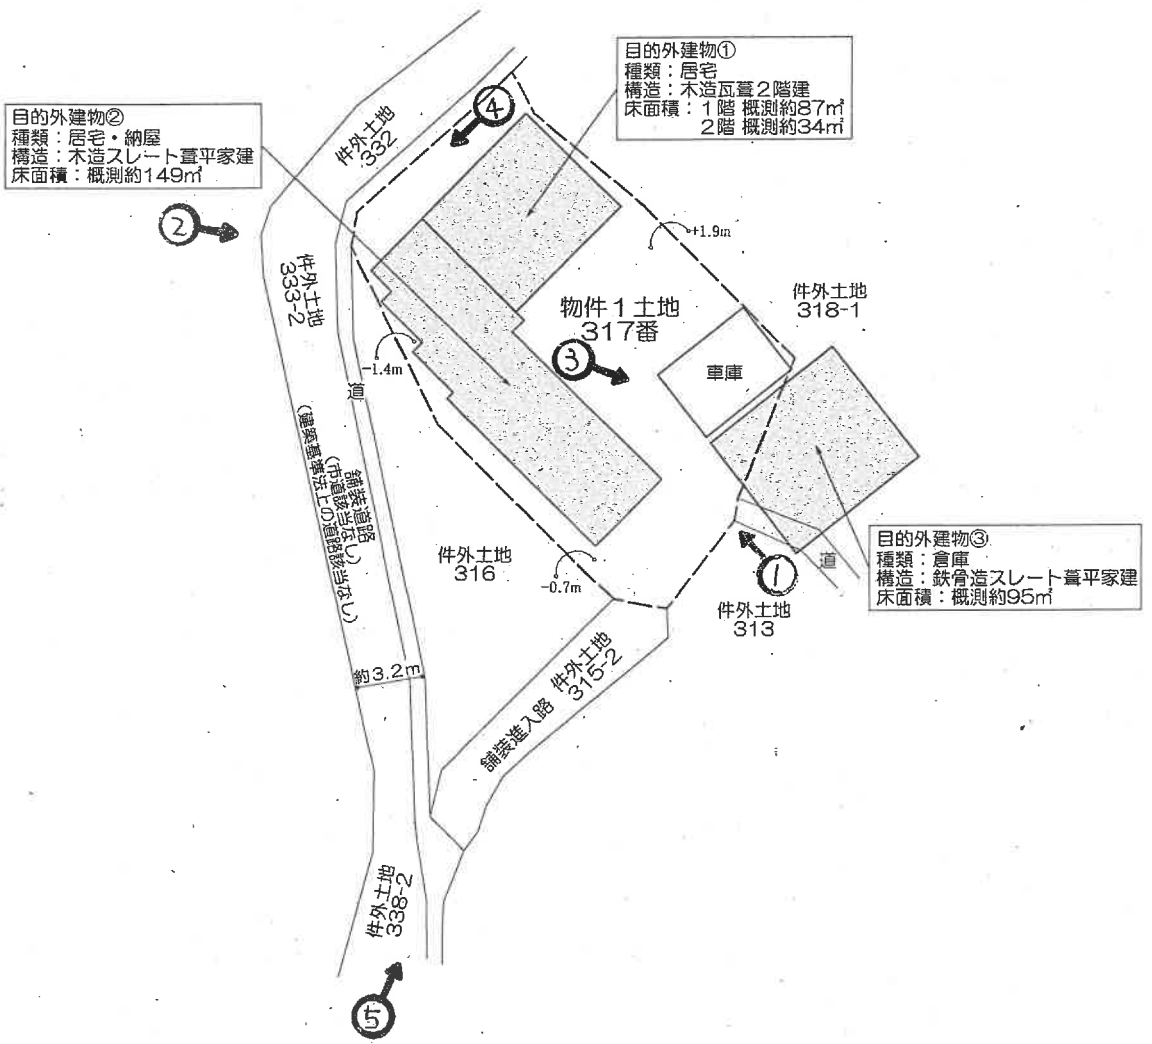 目的外建物①
種類：居宅
構造：木造瓦葺２階建
床面積：１階 概測約87㎡
２階 概測約34㎡
目的外建物②
種類：居宅・納屋
構造：木造スレート葺平家建
床面積：概測約149㎡
④
件外土地
332
②
+1.9m
件外土地
333-2
件外土地
318-1
物件１土地
317番
③
車庫
-1.4m
道
舗装道路
（市道該当なし）
（建築基準法上の道路該当なし）
件外土地
316
-0.7m
目的外建物③
種類：倉庫
構造：鉄骨造スレート葺平家建
床面積：概測約95㎡
道
①
件外土地
313
約3.2m
舗装進入路 件外土地
315-2
件外土地
338-2
⑤